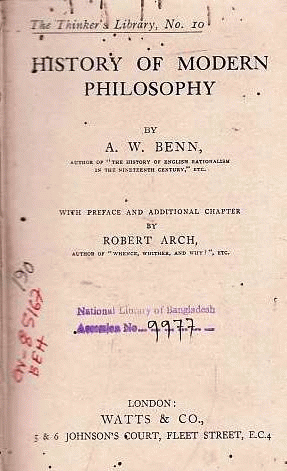 The Thinker's Library, No. 10
HISTORY OF MODERN
PHILOSOPHY
BY
A. W. BENN,
AUTHOR OF "THE HISTORY OF ENGLISH RATIONALISM
IN THE NINETEENTH CENTURY," ETC.
WITH PREFACE AND ADDITIONAL CHAPTER
BY
ROBERT ARCH,
AUTHOR OF "WHENCE, WHITHER, AND WHY?", ETC.
190
BEH
National Library of Bangladesh
Accession No. 9977
LONDON:
WATTS & CO.,
5 & 6 JOHNSON'S COURT, FLEET STREET, E.C.4